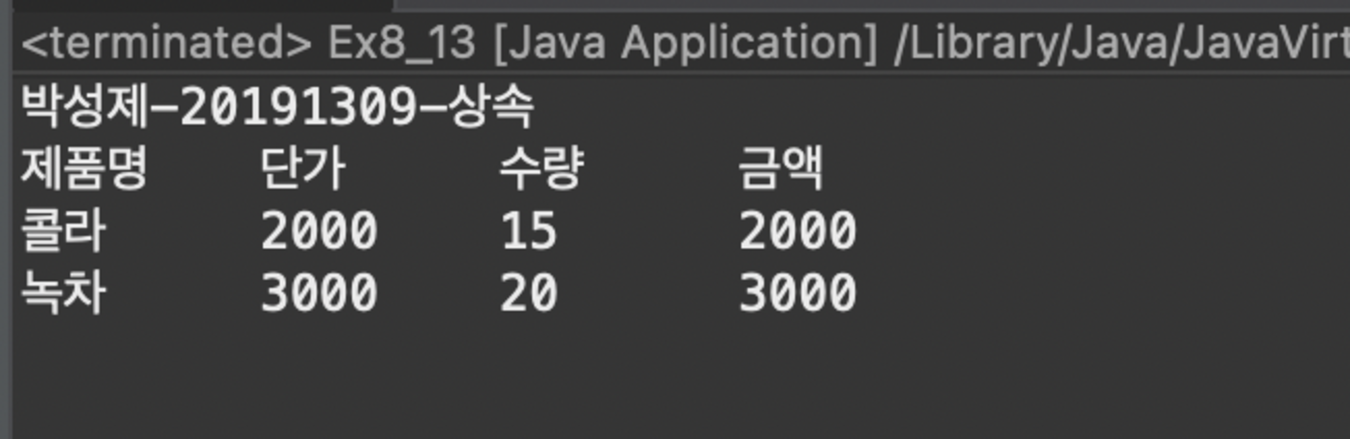 <terminated> Ex8_13 [Java Application] /Library/Java/JavaVirt
박성제-20191309-상속
제품명 단가 수량 금액
콜라 2000 15 2000
녹차 3000 20 3000